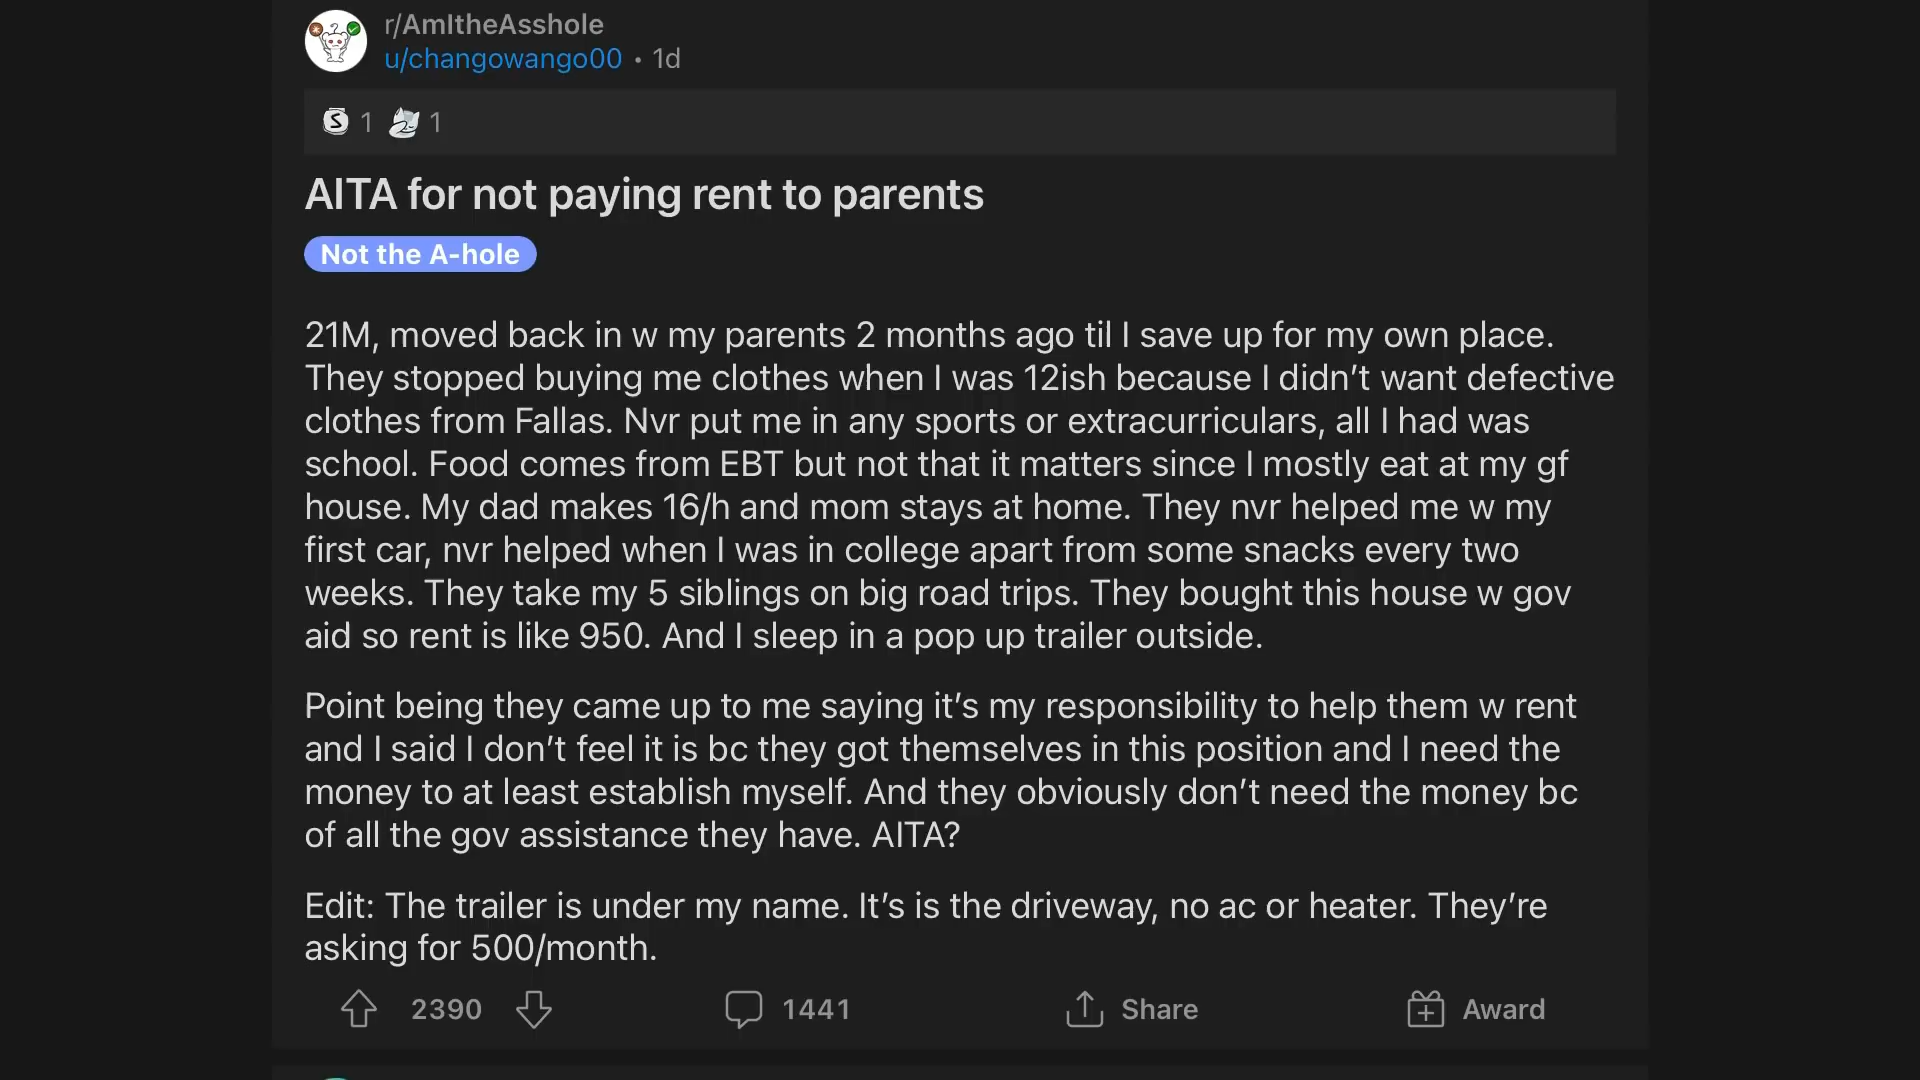 r/AmItheAsshole
u/changowango00 • 1d
1 1
AITA for not paying rent to parents
Not the A-hole
21M, moved back in w my parents 2 months ago til I save up for my own place.
They stopped buying me clothes when I was 12ish because I didn’t want defective
clothes from Fallas. Nvr put me in any sports or extracurriculars, all I had was
school. Food comes from EBT but not that it matters since I mostly eat at my gf
house. My dad makes 16/h and mom stays at home. They nvr helped me w my
first car, nvr helped when I was in college apart from some snacks every two
weeks. They take my 5 siblings on big road trips. They bought this house w gov
aid so rent is like 950. And I sleep in a pop up trailer outside.
Point being they came up to me saying it’s my responsibility to help them w rent
and I said I don’t feel it is bc they got themselves in this position and I need the
money to at least establish myself. And they obviously don’t need the money bc
of all the gov assistance they have. AITA?
Edit: The trailer is under my name. It’s is the driveway, no ac or heater. They’re
asking for 500/month.
2390 1441 Share Award